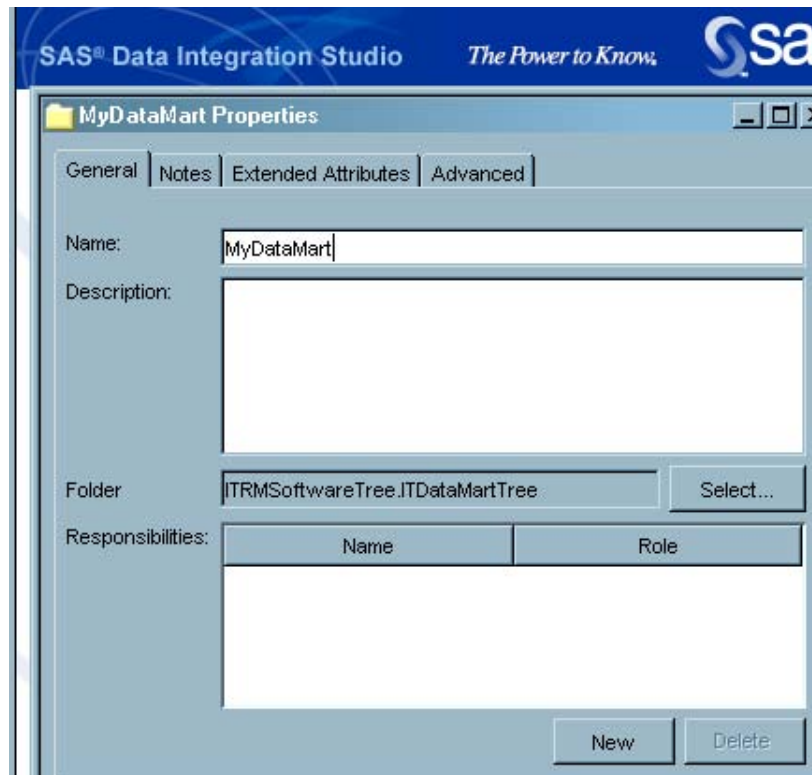 SAS® Data Integration Studio The Power to Know. sa
MyDataMart Properties
General Notes Extended Attributes Advanced
Name: MyDataMart
Description:
Folder ITRMSoftwareTree.ITDataMartTree Select...
Responsibilities: Name Role
New Delete